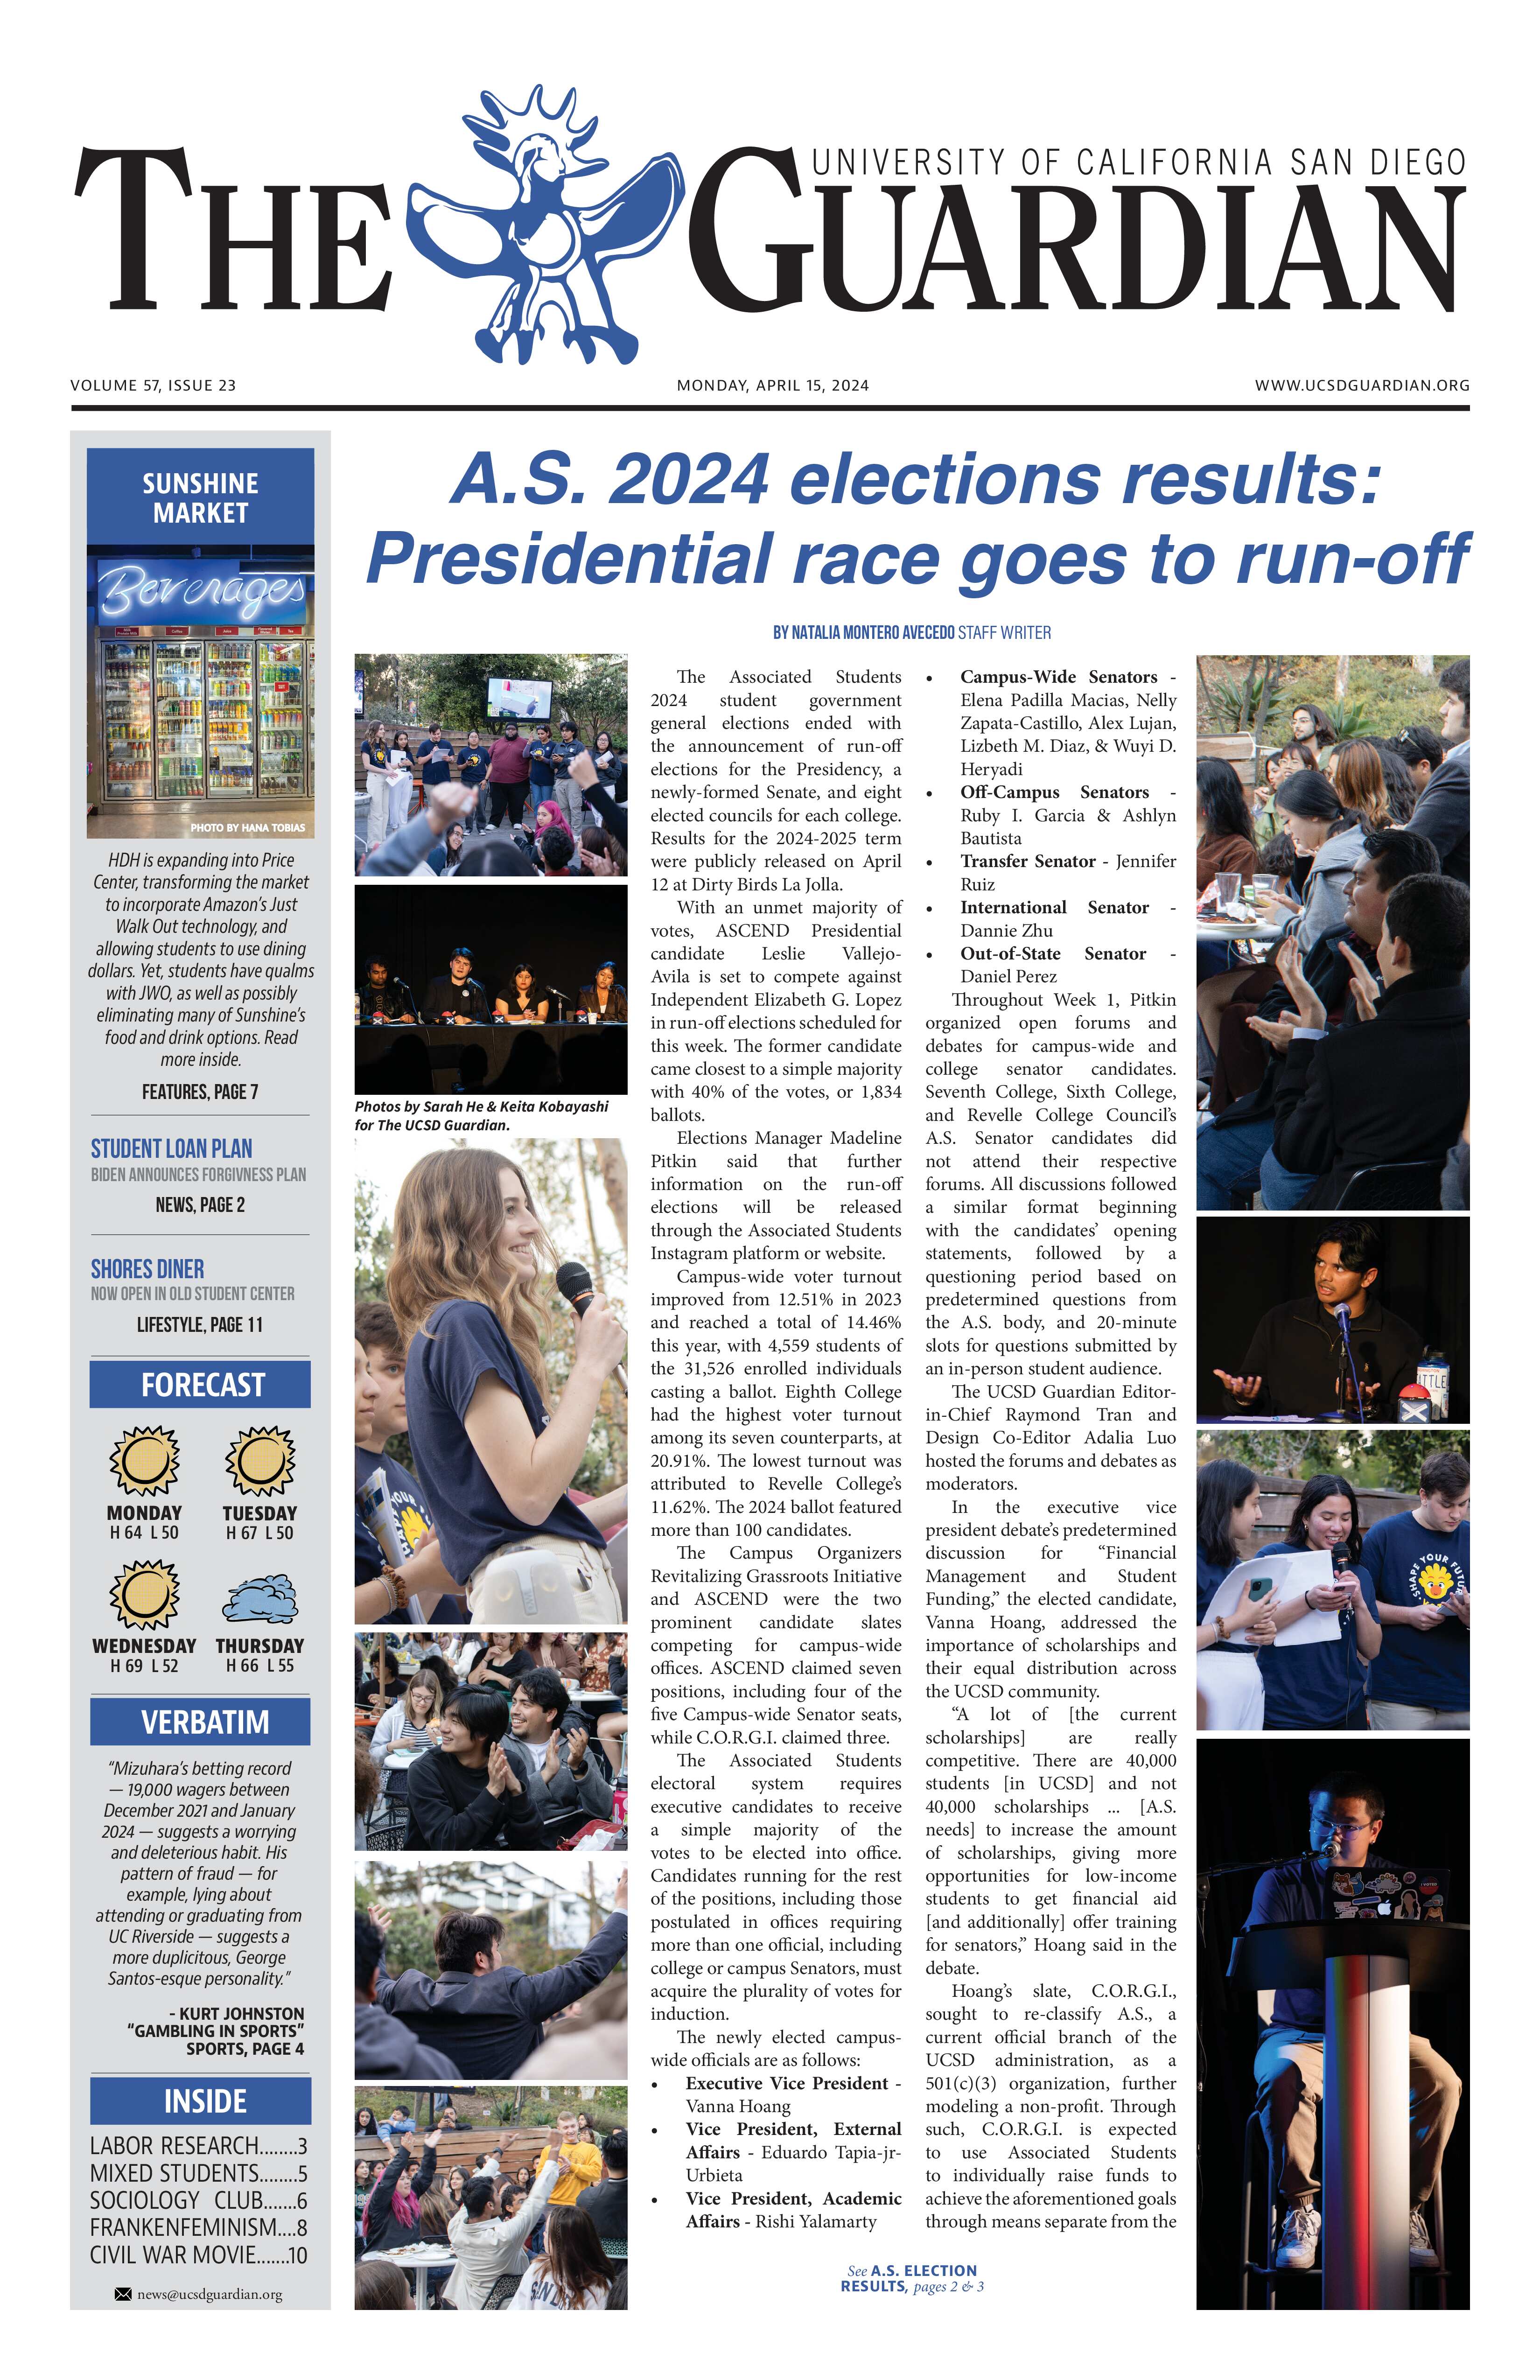 THE GUARDIAN
UNIVERSITY OF CALIFORNIA SAN DIEGO
VOLUME 57, ISSUE 23
MONDAY, APRIL 15, 2024
WWW.UCSDGUARDIAN.ORG
SUNSHINE
MARKET
Beverages
PHOTO BY HANA TOBIAS
HDH is expanding into Price
Center, transforming the market
to incorporate Amazon's Just
Walk Out technology, and
allowing students to use dining
dollars. Yet, students have qualms
with JWO, as well as possibly
eliminating many of Sunshine's
food and drink options. Read
more inside.
FEATURES, PAGE 7
STUDENT LOAN PLAN
BIDEN ANNOUNCES FORGIVNESS PLAN
NEWS, PAGE 2
SHORES DINER
NOW OPEN IN OLD STUDENT CENTER
LIFESTYLE, PAGE 11
FORECAST
MONDAY
H 64 L 50
TUESDAY
H 67 L 50
WEDNESDAY
H 69 L 52
THURSDAY
H 66 L 55
VERBATIM
"Mizuhara's betting record
— 19,000 wagers between
December 2021 and January
2024 — suggests a worrying
and deleterious habit. His
pattern of fraud — for
example, lying about
attending or graduating from
UC Riverside — suggests a
more duplicitous, George
Santos-esque personality."
- KURT JOHNSTON
"GAMBLING IN SPORTS"
SPORTS, PAGE 4
INSIDE
LABOR RESEARCH........3
MIXED STUDENTS........5
SOCIOLOGY CLUB.......6
FRANKENFEMINISM....8
CIVIL WAR MOVIE.......10
news@ucsdguardian.org
A.S. 2024 elections results:
Presidential race goes to run-off
BY NATALIA MONTERO AVECEDO STAFF WRITER
Photos by Sarah He & Keita Kobayashi
for The UCSD Guardian.
The Associated Students
2024 student government
general elections ended with
the announcement of run-off
elections for the Presidency, a
newly-formed Senate, and eight
elected councils for each college.
Results for the 2024-2025 term
were publicly released on April
12 at Dirty Birds La Jolla.
With an unmet majority of
votes, ASCEND Presidential
candidate Leslie Vallejo-
Avila is set to compete against
Independent Elizabeth G. Lopez
in run-off elections scheduled for
this week. The former candidate
came closest to a simple majority
with 40% of the votes, or 1,834
ballots.
Elections Manager Madeline
Pitkin said that further
information on the run-off
elections will be released
through the Associated Students
Instagram platform or website.
Campus-wide voter turnout
improved from 12.51% in 2023
and reached a total of 14.46%
this year, with 4,559 students of
the 31,526 enrolled individuals
casting a ballot. Eighth College
had the highest voter turnout
among its seven counterparts, at
20.91%. The lowest turnout was
attributed to Revelle College's
11.62%. The 2024 ballot featured
more than 100 candidates.
The Campus Organizers
Revitalizing Grassroots Initiative
and ASCEND were the two
prominent candidate slates
competing for campus-wide
offices. ASCEND claimed seven
positions, including four of the
five Campus-wide Senator seats,
while C.O.R.G.I. claimed three.
The Associated Students
electoral system requires
executive candidates to receive
a simple majority of the
votes to be elected into office.
Candidates running for the rest
of the positions, including those
postulated in offices requiring
more than one official, including
college or campus Senators, must
acquire the plurality of votes for
induction.
The newly elected campus-
wide officials are as follows:
• Executive Vice President -
Vanna Hoang
• Vice President, External
Affairs - Eduardo Tapia-jr-
Urbieta
• Vice President, Academic
Affairs - Rishi Yalamarty
• Campus-Wide Senators -
Elena Padilla Macias, Nelly
Zapata-Castillo, Alex Lujan,
Lizbeth M. Diaz, & Wuyi D.
Heryadi
• Off-Campus Senators -
Ruby I. Garcia & Ashlyn
Bautista
• Transfer Senator - Jennifer
Ruiz
• International Senator -
Dannie Zhu
• Out-of-State Senator -
Daniel Perez
Throughout Week 1, Pitkin
organized open forums and
debates for campus-wide and
college senator candidates.
Seventh College, Sixth College,
and Revelle College Council's
A.S. Senator candidates did
not attend their respective
forums. All discussions followed
a similar format beginning
with the candidates' opening
statements, followed by a
questioning period based on
predetermined questions from
the A.S. body, and 20-minute
slots for questions submitted by
an in-person student audience.
The UCSD Guardian Editor-
in-Chief Raymond Tran and
Design Co-Editor Adalia Luo
hosted the forums and debates as
moderators.
In the executive vice
president debate's predetermined
discussion for "Financial
Management and Student
Funding," the elected candidate,
Vanna Hoang, addressed the
importance of scholarships and
their equal distribution across
the UCSD community.
"A lot of [the current
scholarships] are really
competitive. There are 40,000
students [in UCSD] and not
40,000 scholarships ... [A.S.
needs] to increase the amount
of scholarships, giving more
opportunities for low-income
students to get financial aid
[and additionally] offer training
for senators," Hoang said in the
debate.
Hoang's slate, C.O.R.G.I.,
sought to re-classify A.S., a
current official branch of the
UCSD administration, as a
501(c)(3) organization, further
modeling a non-profit. Through
such, C.O.R.G.I. is expected
to use Associated Students
to individually raise funds to
achieve the aforementioned goals
through means separate from the
See A.S. ELECTION
RESULTS, pages 2 & 3
SHAPE YOUR FUTU